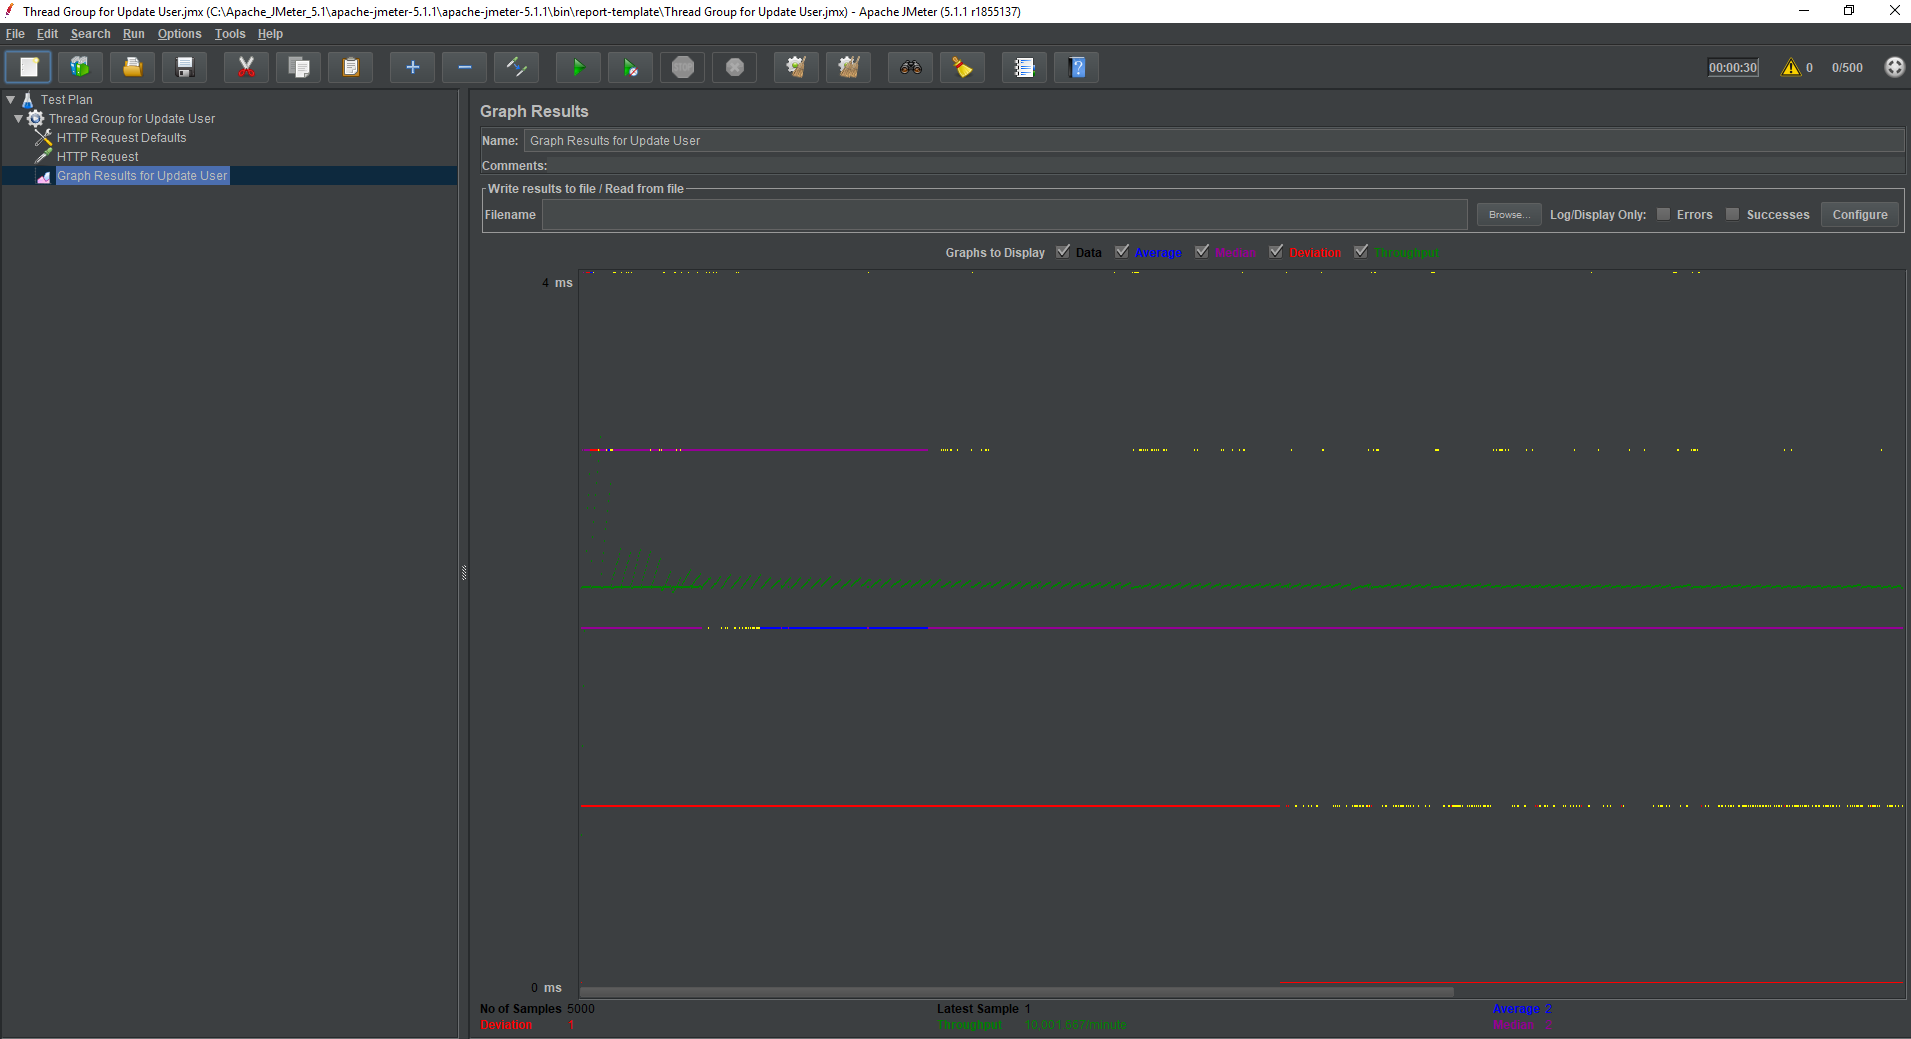 Thread Group for Update User.jmx (C:\Apache_JMeter_5.1\apache-jmeter-5.1.1\apache-jmeter-5.1.1\bin\report-template\Thread Group for Update User.jmx) - Apache JMeter (5.1.1 r1855137)
File Edit Search Run Options Tools Help
STOP 00:00:30 0 0/500
Test Plan
Thread Group for Update User
HTTP Request Defaults
HTTP Request
Graph Results for Update User
Graph Results
Name: Graph Results for Update User
Comments:
Write results to file / Read from file
Filename Browse... Log/Display Only: Errors Successes Configure
Graphs to Display Data Average Median Deviation Throughput
4 ms
0 ms
No of Samples 5000 Latest Sample 1 Average 2
Deviation 1 Throughput 10,001.667/minute Median